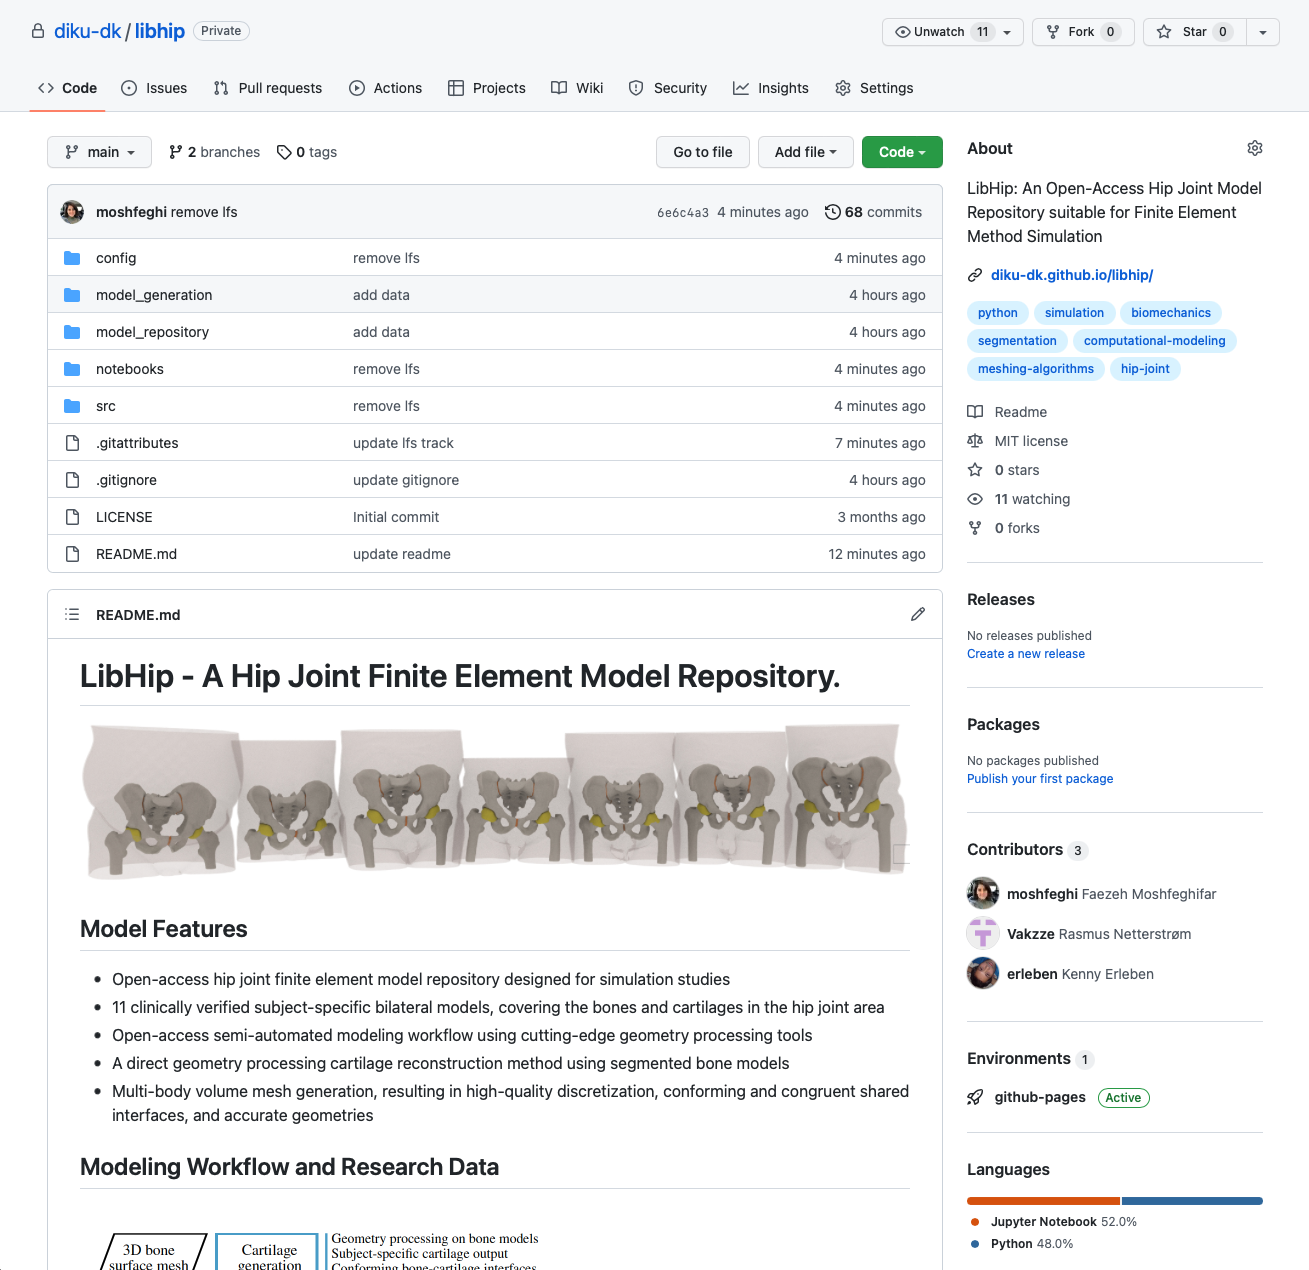 diku-dk / libhip Private
Unwatch 11 Fork 0 Star 0
Code Issues Pull requests Actions Projects Wiki Security Insights Settings
main 2 branches 0 tags Go to file Add file Code
moshfeghi remove lfs 6e6c4a3 4 minutes ago 68 commits
config remove lfs 4 minutes ago
model_generation add data 4 hours ago
model_repository add data 4 hours ago
notebooks remove lfs 4 minutes ago
src remove lfs 4 minutes ago
.gitattributes update lfs track 7 minutes ago
.gitignore update gitignore 4 hours ago
LICENSE Initial commit 3 months ago
README.md update readme 12 minutes ago
README.md
LibHip - A Hip Joint Finite Element Model Repository.
Model Features
Open-access hip joint finite element model repository designed for simulation studies
11 clinically verified subject-specific bilateral models, covering the bones and cartilages in the hip joint area
Open-access semi-automated modeling workflow using cutting-edge geometry processing tools
A direct geometry processing cartilage reconstruction method using segmented bone models
Multi-body volume mesh generation, resulting in high-quality discretization, conforming and congruent shared
interfaces, and accurate geometries
Modeling Workflow and Research Data
3D bone
surface mesh
Cartilage
generation
Geometry processing on bone models
Subject-specific cartilage output
Conforming bone-cartilage interfaces
About
LibHip: An Open-Access Hip Joint Model
Repository suitable for Finite Element
Method Simulation
diku-dk.github.io/libhip/
python simulation biomechanics
segmentation computational-modeling
meshing-algorithms hip-joint
Readme
MIT license
0 stars
11 watching
0 forks
Releases
No releases published
Create a new release
Packages
No packages published
Publish your first package
Contributors 3
moshfeghi Faezeh Moshfeghifar
Vakzze Rasmus Netterstrøm
erleben Kenny Erleben
Environments 1
github-pages Active
Languages
Jupyter Notebook 52.0%
Python 48.0%